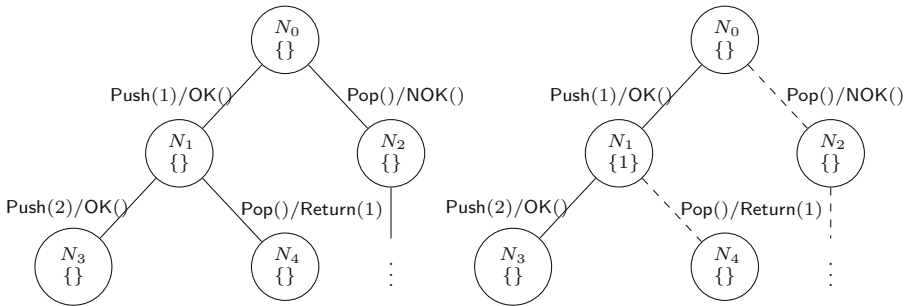 N0
{}
Push(1)/OK()
Pop()/NOK()
N1
{}
N2
{}
Push(2)/OK()
Pop()/Return(1)
N3
{}
N4
{}
⋮
N0
{}
Push(1)/OK()
Pop()/NOK()
N1
{1}
N2
{}
Push(2)/OK()
Pop()/Return(1)
N3
{}
N4
{}
⋮